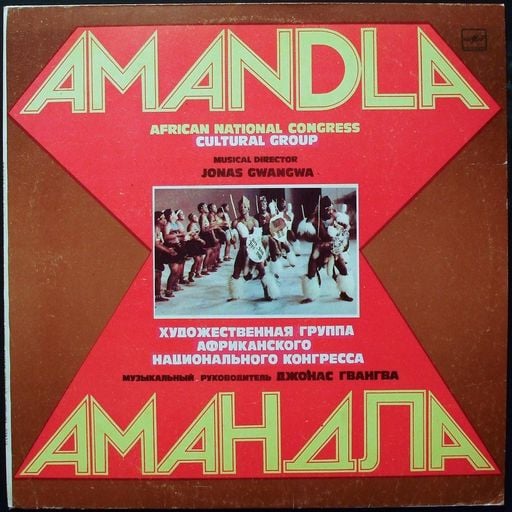 AMANDLA
AFRICAN NATIONAL CONGRESS
CULTURAL GROUP
MUSICAL DIRECTOR
JONAS GWANGWA
ХУДОЖЕСТВЕННАЯ ГРУППА
АФРИКАНСКОГО
НАЦИОНАЛЬНОГО КОНГРЕССА
МУЗЫКАЛЬНЫЙ РУКОВОДИТЕЛЬ ДЖОНАС ГВАНГВА
АМАНДЛА